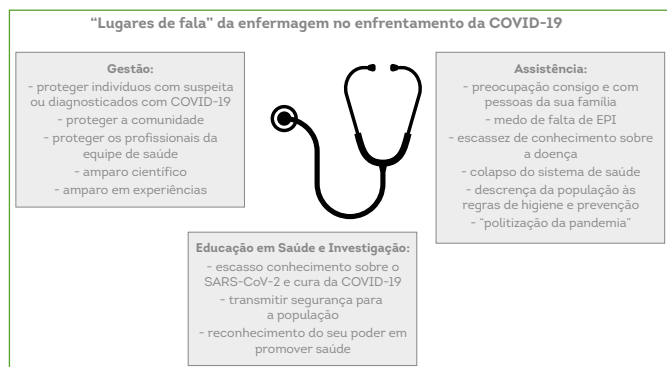 “Lugares de fala” da enfermagem no enfrentamento da COVID-19
Gestão:
- proteger indivíduos com suspeita
ou diagnosticados com COVID-19
- proteger a comunidade
- proteger os profissionais da
equipe de saúde
- amparo científico
- amparo em experiências
Assistência:
- preocupação consigo e com
pessoas da sua família
- medo de falta de EPI
- escassez de conhecimento sobre
a doença
- colapso do sistema de saúde
- descrença da população às
regras de higiene e prevenção
- “politização da pandemia”
Educação em Saúde e Investigação:
- escasso conhecimento sobre o
SARS-CoV-2 e cura da COVID-19
- transmitir segurança para
a população
- reconhecimento do seu poder em
promover saúde